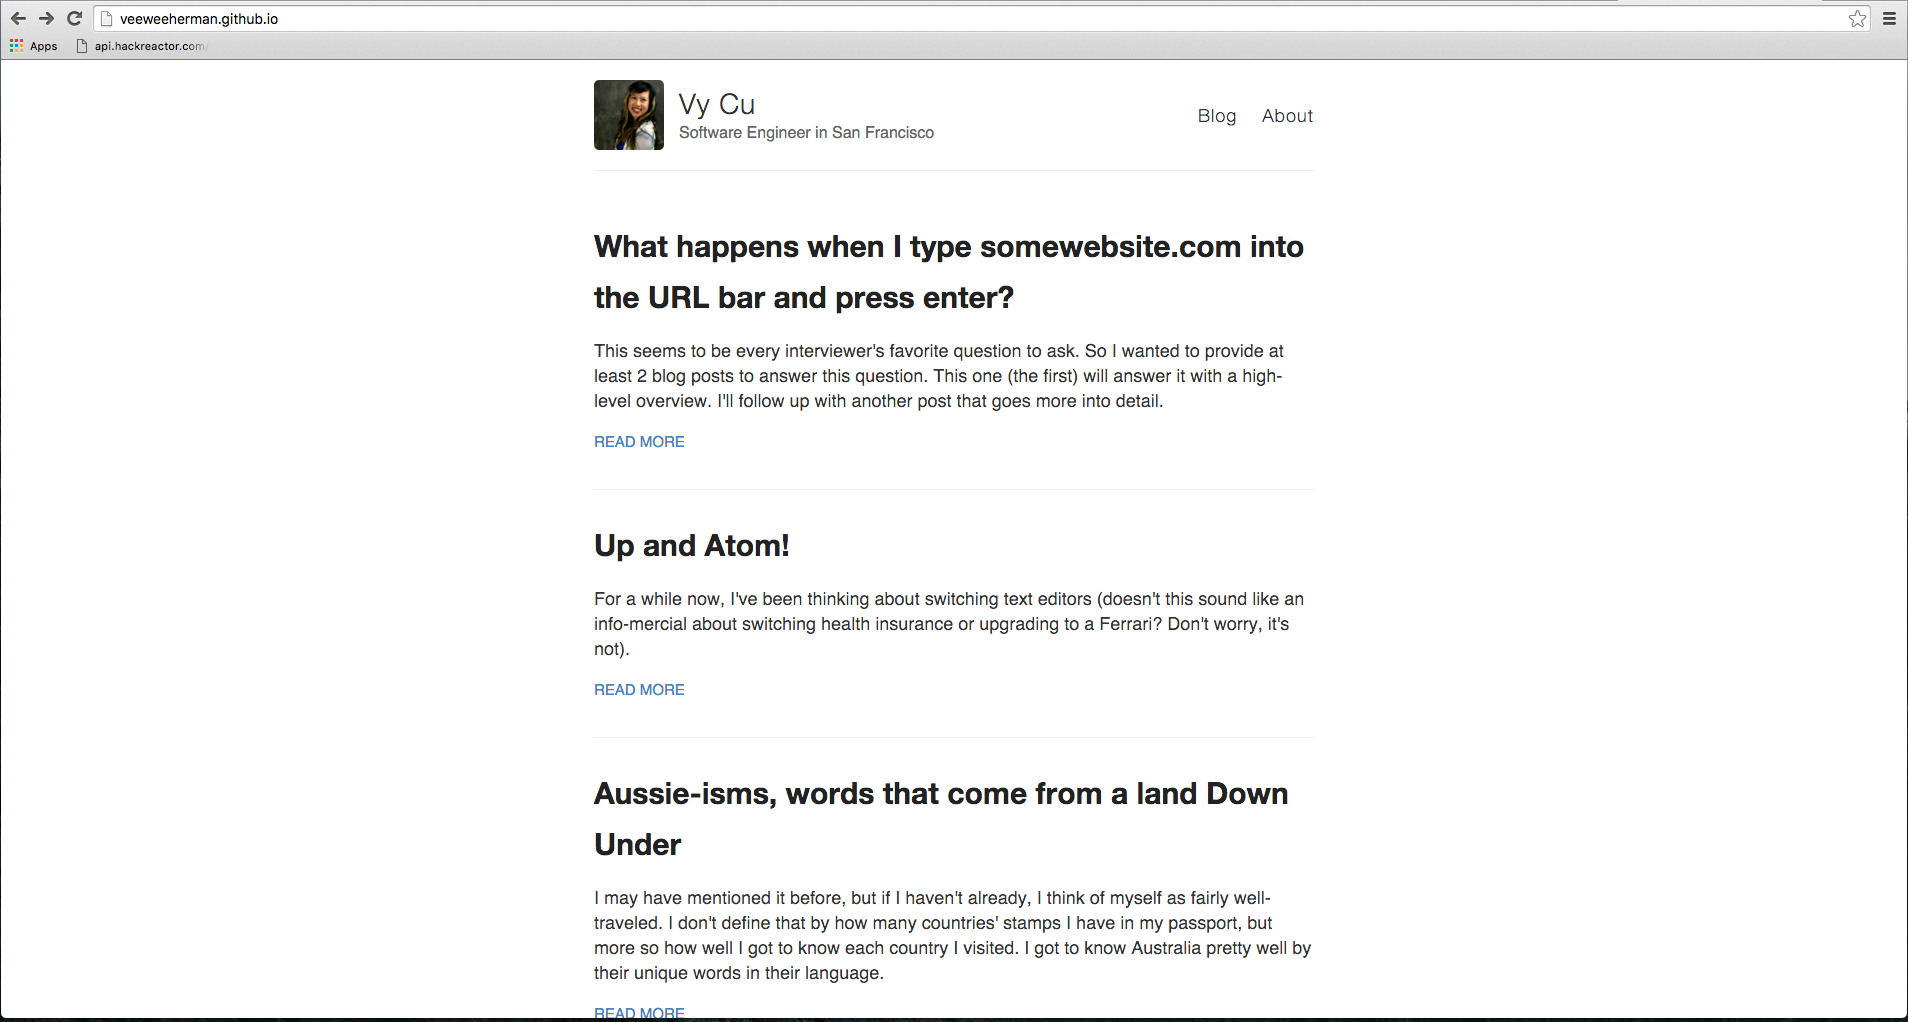 veeweeherman.github.io
Apps
api.hackreactor.com/
Vy Cu
Software Engineer in San Francisco
Blog
About
What happens when I type somewebsite.com into
the URL bar and press enter?
This seems to be every interviewer's favorite question to ask. So I wanted to provide at
least 2 blog posts to answer this question. This one (the first) will answer it with a high-
level overview. I'll follow up with another post that goes more into detail.
READ MORE
Up and Atom!
For a while now, I've been thinking about switching text editors (doesn't this sound like an
info-mercial about switching health insurance or upgrading to a Ferrari? Don't worry, it's
not).
READ MORE
Aussie-isms, words that come from a land Down
Under
I may have mentioned it before, but if I haven't already, I think of myself as fairly well-
traveled. I don't define that by how many countries' stamps I have in my passport, but
more so how well I got to know each country I visited. I got to know Australia pretty well by
their unique words in their language.
READ MORE